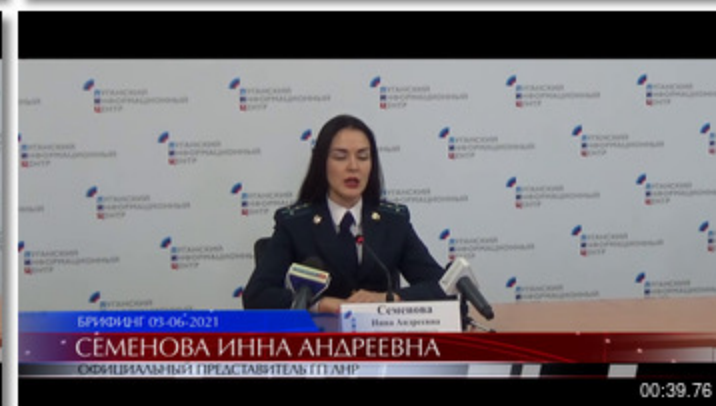 ЛУГАНСКИЙ
ИНФОРМАЦИОННЫЙ
ЦЕНТР
Семенова
Инна Андреевна
БРИФИНГ 03-06-2021
СЕМЕНОВА ИННА АНДРЕЕВНА
ОФИЦИАЛЬНЫЙ ПРЕДСТАВИТЕЛЬ ГП ЛНР
00:39.76